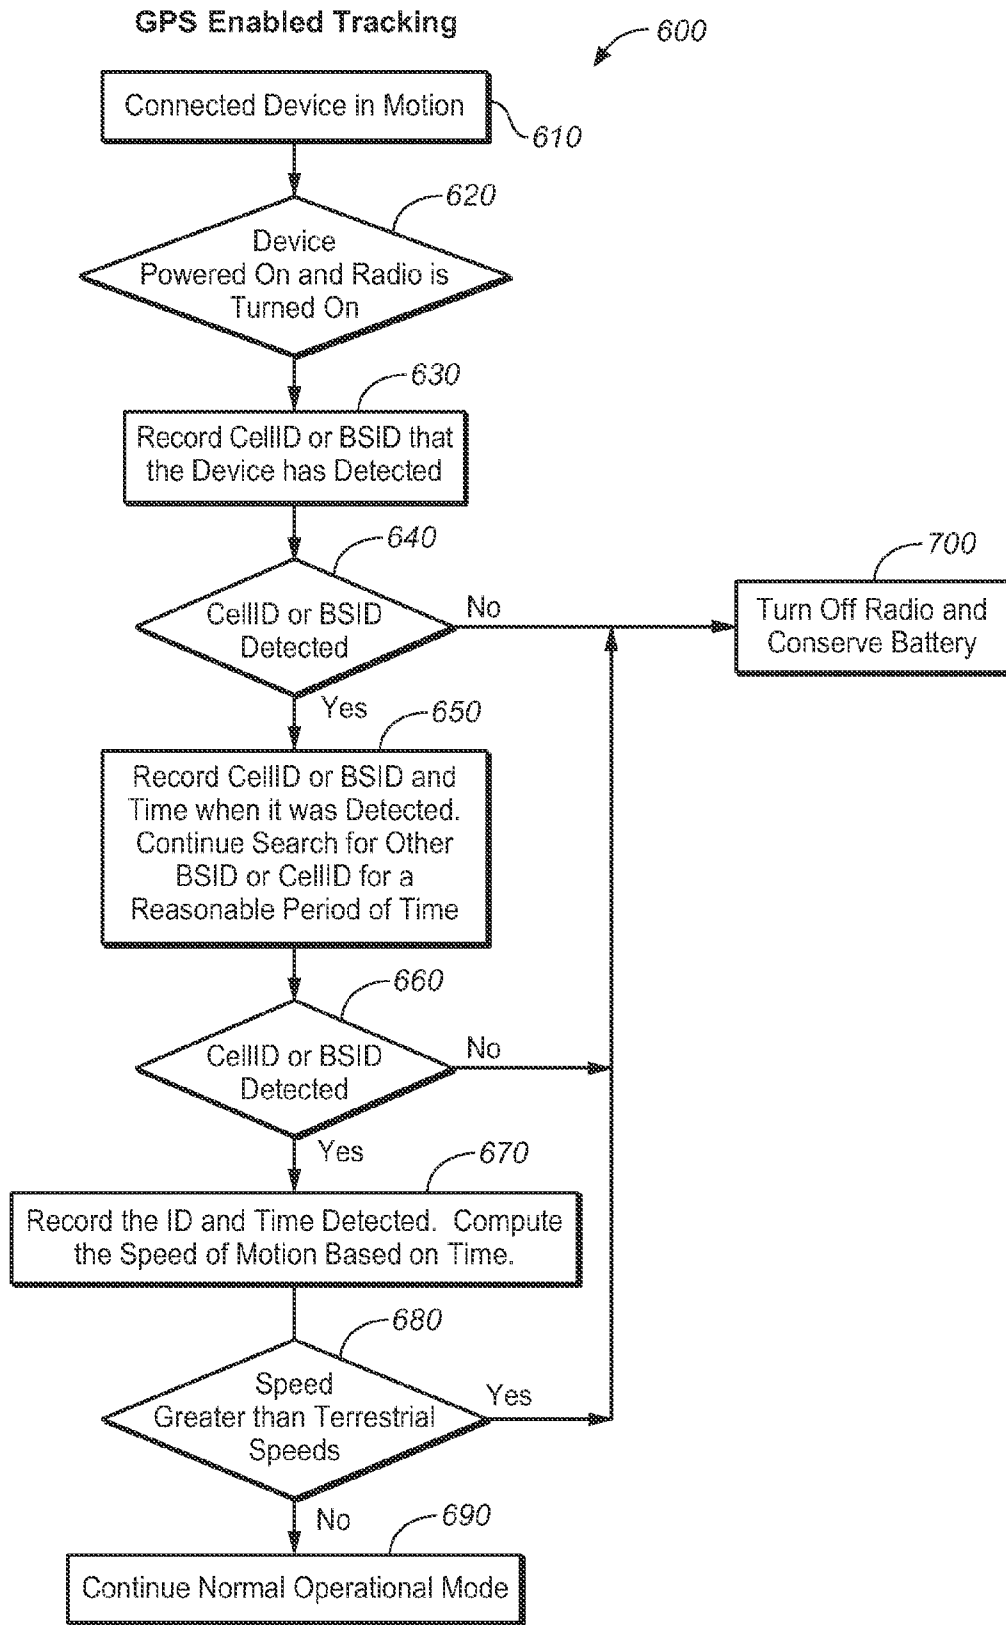 GPS Enabled Tracking
600
Connected Device in Motion
610
620
Device
Powered On and Radio is
Turned On
630
Record CellID or BSID that
the Device has Detected
640
CellID or BSID
Detected
No
700
Turn Off Radio and
Conserve Battery
Yes
650
Record CellID or BSID and
Time when it was Detected.
Continue Search for Other
BSID or CellID for a
Reasonable Period of Time
660
CellID or BSID
Detected
No
Yes
670
Record the ID and Time Detected. Compute
the Speed of Motion Based on Time.
680
Speed
Greater than Terrestrial
Speeds
Yes
No
690
Continue Normal Operational Mode